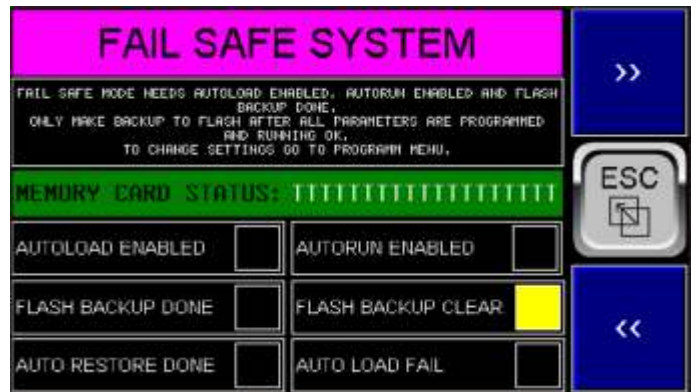 FAIL SAFE SYSTEM
FAIL SAFE MODE NEEDS AUTOLOAD ENABLED. AUTORUN ENABLED AND FLASH
BACKUP DONE.
ONLY MAKE BACKUP TO FLASH AFTER ALL PARAMETERS ARE PROGRAMMED
AND RUNNING OK.
TO CHANGE SETTINGS GO TO PROGRAMM MENU.
MEMORY CARD STATUS: TTTTTTTTTTTTTTTTTTTT
AUTOLOAD ENABLED
AUTORUN ENABLED
FLASH BACKUP DONE
FLASH BACKUP CLEAR
AUTO RESTORE DONE
AUTO LOAD FAIL
>>
ESC
<<